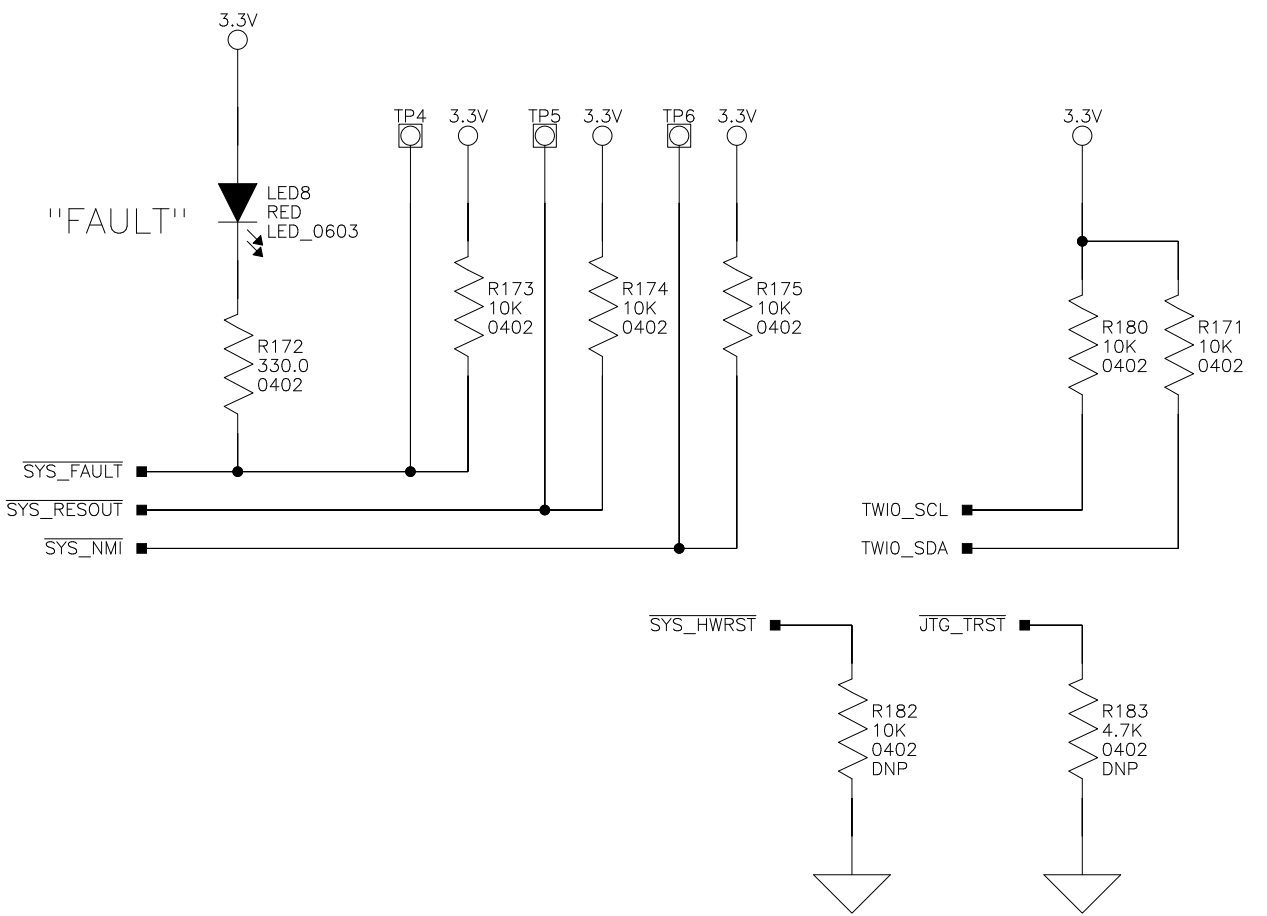 3.3V
TP4
3.3V
TP5
3.3V
TP6
3.3V
3.3V
"FAULT"
LED8
RED
LED_0603
R173
10K
0402
R174
10K
0402
R175
10K
0402
R180
10K
0402
R171
10K
0402
R172
330.0
0402
SYS_FAULT
SYS_RESOUT
SYS_NMI
TWI0_SCL
TWI0_SDA
SYS_HWRST
JTG_TRST
R182
10K
0402
DNP
R183
4.7K
0402
DNP